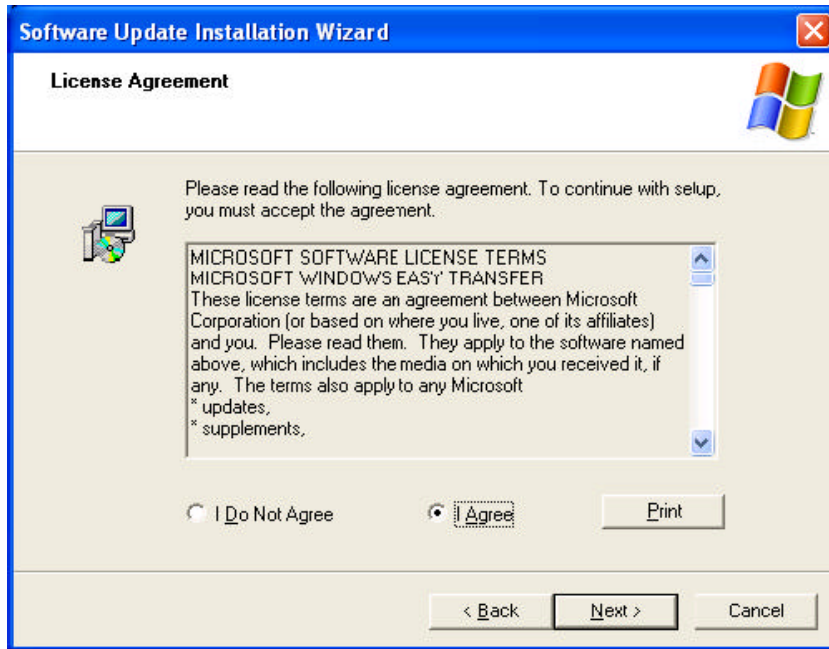 Software Update Installation Wizard
License Agreement
Please read the following license agreement. To continue with setup,
you must accept the agreement.
MICROSOFT SOFTWARE LICENSE TERMS
MICROSOFT WINDOWS EASY TRANSFER
These license terms are an agreement between Microsoft
Corporation (or based on where you live, one of its affiliates)
and you.  Please read them.  They apply to the software named
above, which includes the media on which you received it, if
any.  The terms also apply to any Microsoft
* updates,
* supplements,
I Do Not Agree
I Agree
Print
< Back
Next >
Cancel